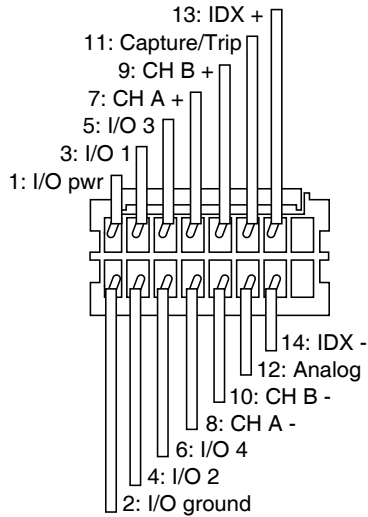 13: IDX +
11: Capture/Trip
9: CH B +
7: CH A +
5: I/O 3
3: I/O 1
1: I/O pwr
14: IDX -
12: Analog
10: CH B -
8: CH A -
6: I/O 4
4: I/O 2
2: I/O ground